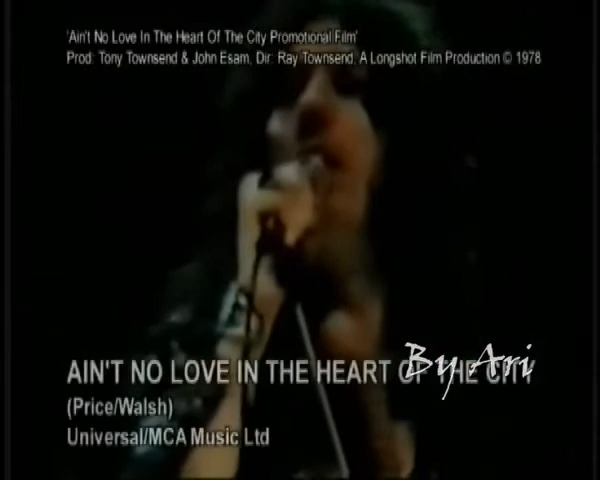 'Ain't No Love In The Heart Of The City Promotional Film'
Prod: Tony Townsend & John Esam, Dir: Ray Townsend, A Longshot Film Production © 1978
By Ari
AIN'T NO LOVE IN THE HEART OF THE CITY
(Price/Walsh)
Universal/MCA Music Ltd